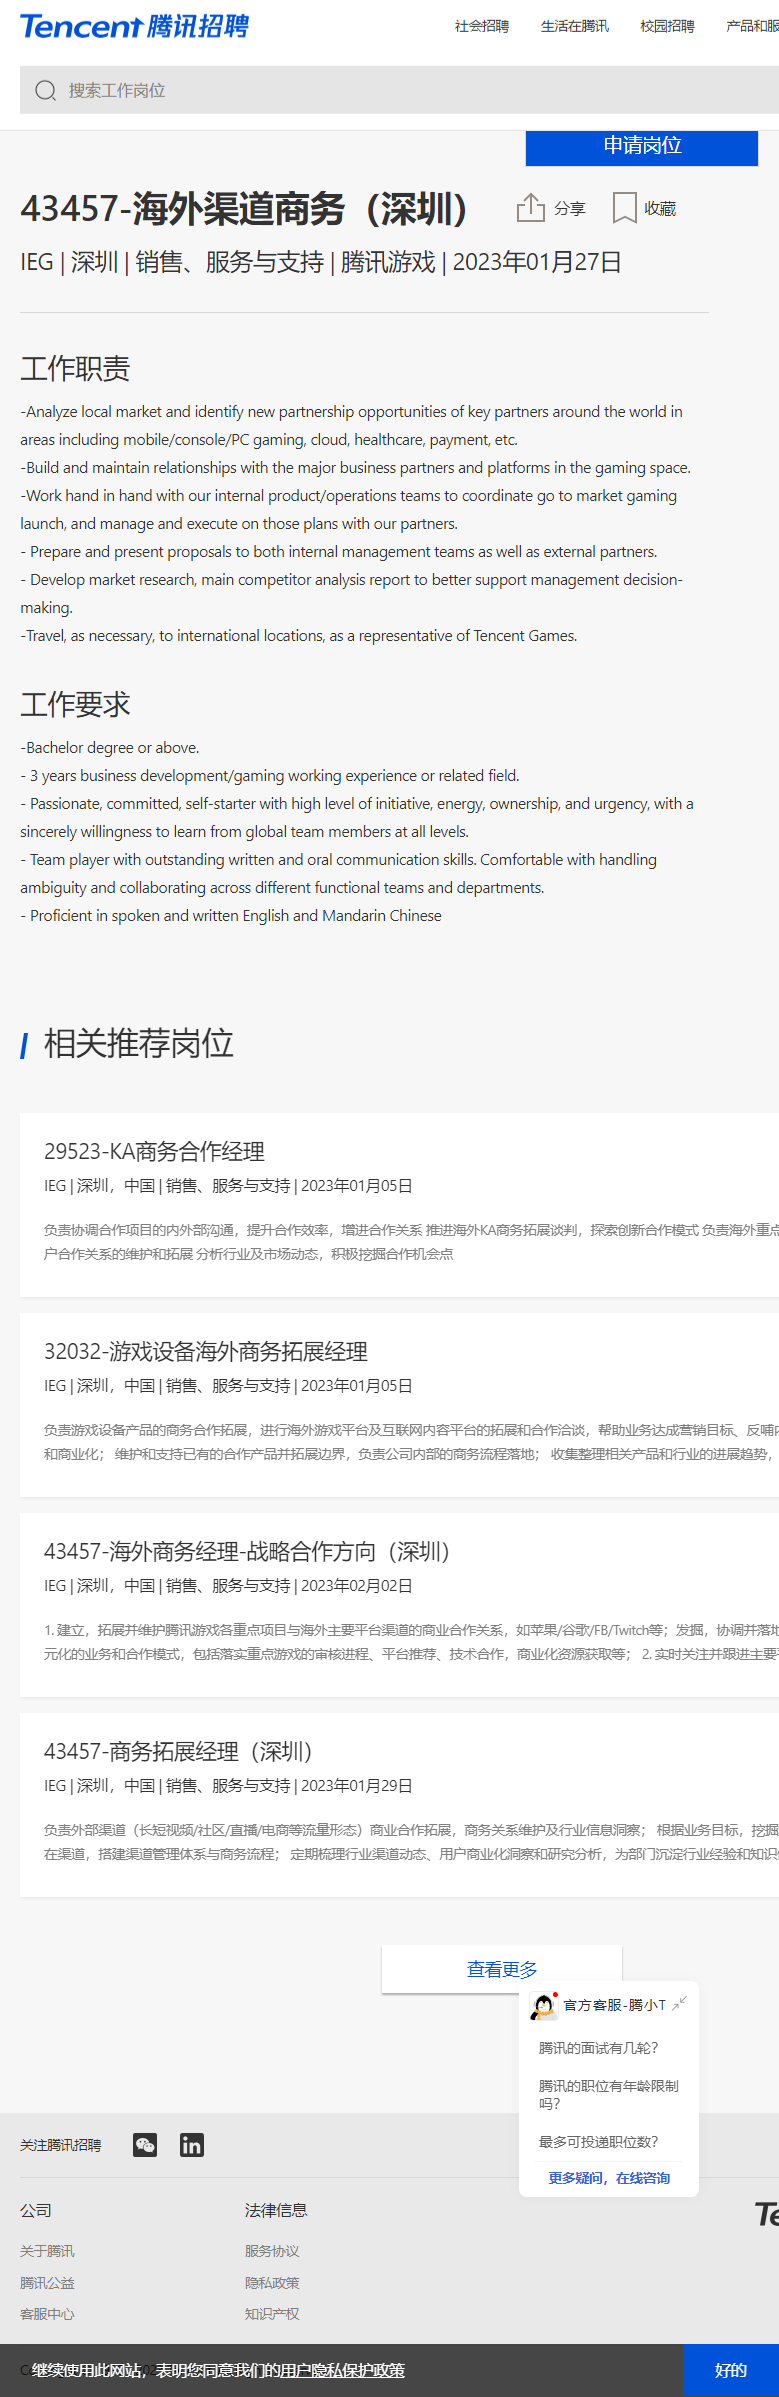 Tencent 腾讯招聘
社会招聘 生活在腾讯 校园招聘 产品和服
搜索工作岗位
申请岗位
43457-海外渠道商务（深圳）
分享 收藏
IEG | 深圳 | 销售、服务与支持 | 腾讯游戏 | 2023年01月27日
工作职责
-Analyze local market and identify new partnership opportunities of key partners around the world in
areas including mobile/console/PC gaming, cloud, healthcare, payment, etc.
-Build and maintain relationships with the major business partners and platforms in the gaming space.
-Work hand in hand with our internal product/operations teams to coordinate go to market gaming
launch, and manage and execute on those plans with our partners.
- Prepare and present proposals to both internal management teams as well as external partners.
- Develop market research, main competitor analysis report to better support management decision-
making.
-Travel, as necessary, to international locations, as a representative of Tencent Games.
工作要求
-Bachelor degree or above.
- 3 years business development/gaming working experience or related field.
- Passionate, committed, self-starter with high level of initiative, energy, ownership, and urgency, with a
sincerely willingness to learn from global team members at all levels.
- Team player with outstanding written and oral communication skills. Comfortable with handling
ambiguity and collaborating across different functional teams and departments.
- Proficient in spoken and written English and Mandarin Chinese
相关推荐岗位
29523-KA商务合作经理
IEG | 深圳，中国 | 销售、服务与支持 | 2023年01月05日
负责协调合作项目的内外部沟通，提升合作效率，增进合作关系 推进海外KA商务拓展谈判，探索创新合作模式 负责海外重点
户合作关系的维护和拓展 分析行业及市场动态，积极挖掘合作机会点
32032-游戏设备海外商务拓展经理
IEG | 深圳，中国 | 销售、服务与支持 | 2023年01月05日
负责游戏设备产品的商务合作拓展，进行海外游戏平台及互联网内容平台的拓展和合作洽谈，帮助业务达成营销目标、反哺内
和商业化； 维护和支持已有的合作产品并拓展边界，负责公司内部的商务流程落地； 收集整理相关产品和行业的进展趋势，
43457-海外商务经理-战略合作方向（深圳）
IEG | 深圳，中国 | 销售、服务与支持 | 2023年02月02日
1. 建立，拓展并维护腾讯游戏各重点项目与海外主要平台渠道的商业合作关系，如苹果/谷歌/FB/Twitch等；发掘，协调并落地
元化的业务和合作模式，包括落实重点游戏的审核进程、平台推荐、技术合作，商业化资源获取等； 2. 实时关注并跟进主要
43457-商务拓展经理（深圳）
IEG | 深圳，中国 | 销售、服务与支持 | 2023年01月29日
负责外部渠道（长短视频/社区/直播/电商等流量形态）商业合作拓展，商务关系维护及行业信息洞察； 根据业务目标，挖掘
在渠道，搭建渠道管理体系与商务流程； 定期梳理行业渠道动态、用户商业化洞察和研究分析，为部门沉淀行业经验和知识
查看更多
官方客服-腾小T
腾讯的面试有几轮?
腾讯的职位有年龄限制
吗?
最多可投递职位数?
更多疑问，在线咨询
关注腾讯招聘
公司 法律信息
关于腾讯 服务协议
腾讯公益 隐私政策
客服中心 知识产权
继续使用此网站，表明您同意我们的用户隐私保护政策
好的